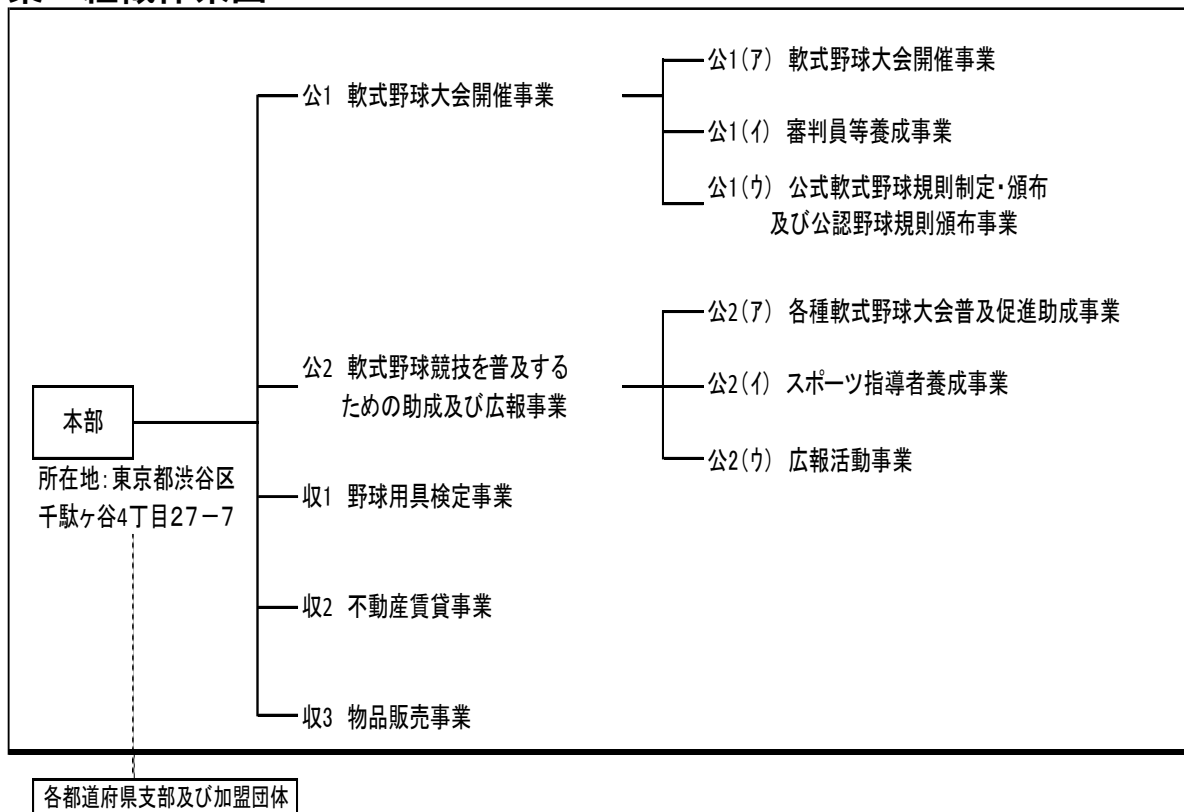 公1 軟式野球大会開催事業
公1(ア) 軟式野球大会開催事業
公1(イ) 審判員等養成事業
公1(ウ) 公式軟式野球規則制定・頒布
及び公認野球規則頒布事業
公2 軟式野球競技を普及する
ための助成及び広報事業
公2(ア) 各種軟式野球大会普及促進助成事業
公2(イ) スポーツ指導者養成事業
公2(ウ) 広報活動事業
本部
所在地:東京都渋谷区
千駄ヶ谷4丁目27－7
収1 野球用具検定事業
収2 不動産賃貸事業
収3 物品販売事業
各都道府県支部及び加盟団体